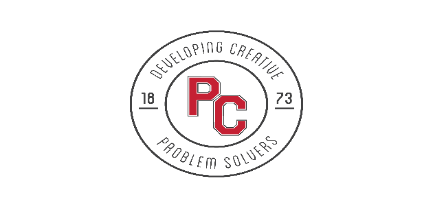 DEVELOPING CREATIVE
18 PC 73
PROBLEM SOLVERS